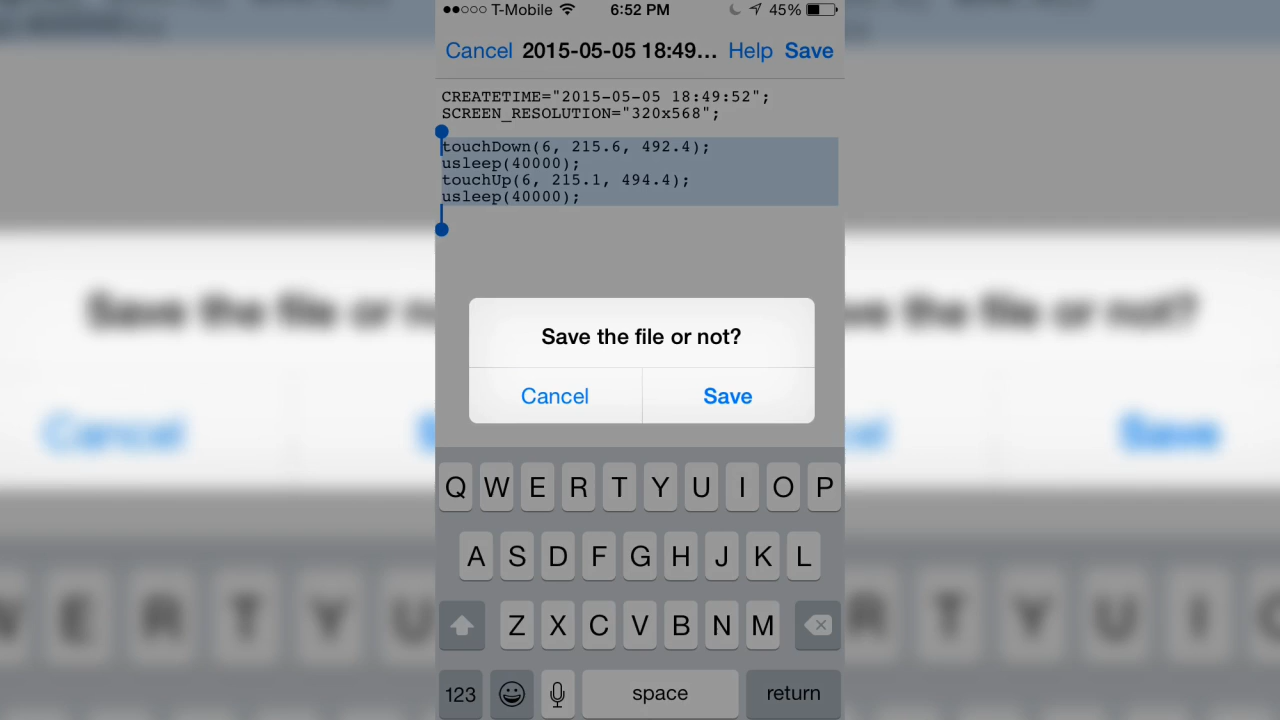 T-Mobile 6:52 PM 45%
Cancel 2015-05-05 18:49... Help Save
CREATETIME="2015-05-05 18:49:52";
SCREEN_RESOLUTION="320x568";
touchDown(6, 215.6, 492.4);
usleep(40000);
touchUp(6, 215.1, 494.4);
usleep(40000);
Save the file or not?
Cancel Save
Q W E R T Y U I O P
A S D F G H J K L
Z X C V B N M
123 space return